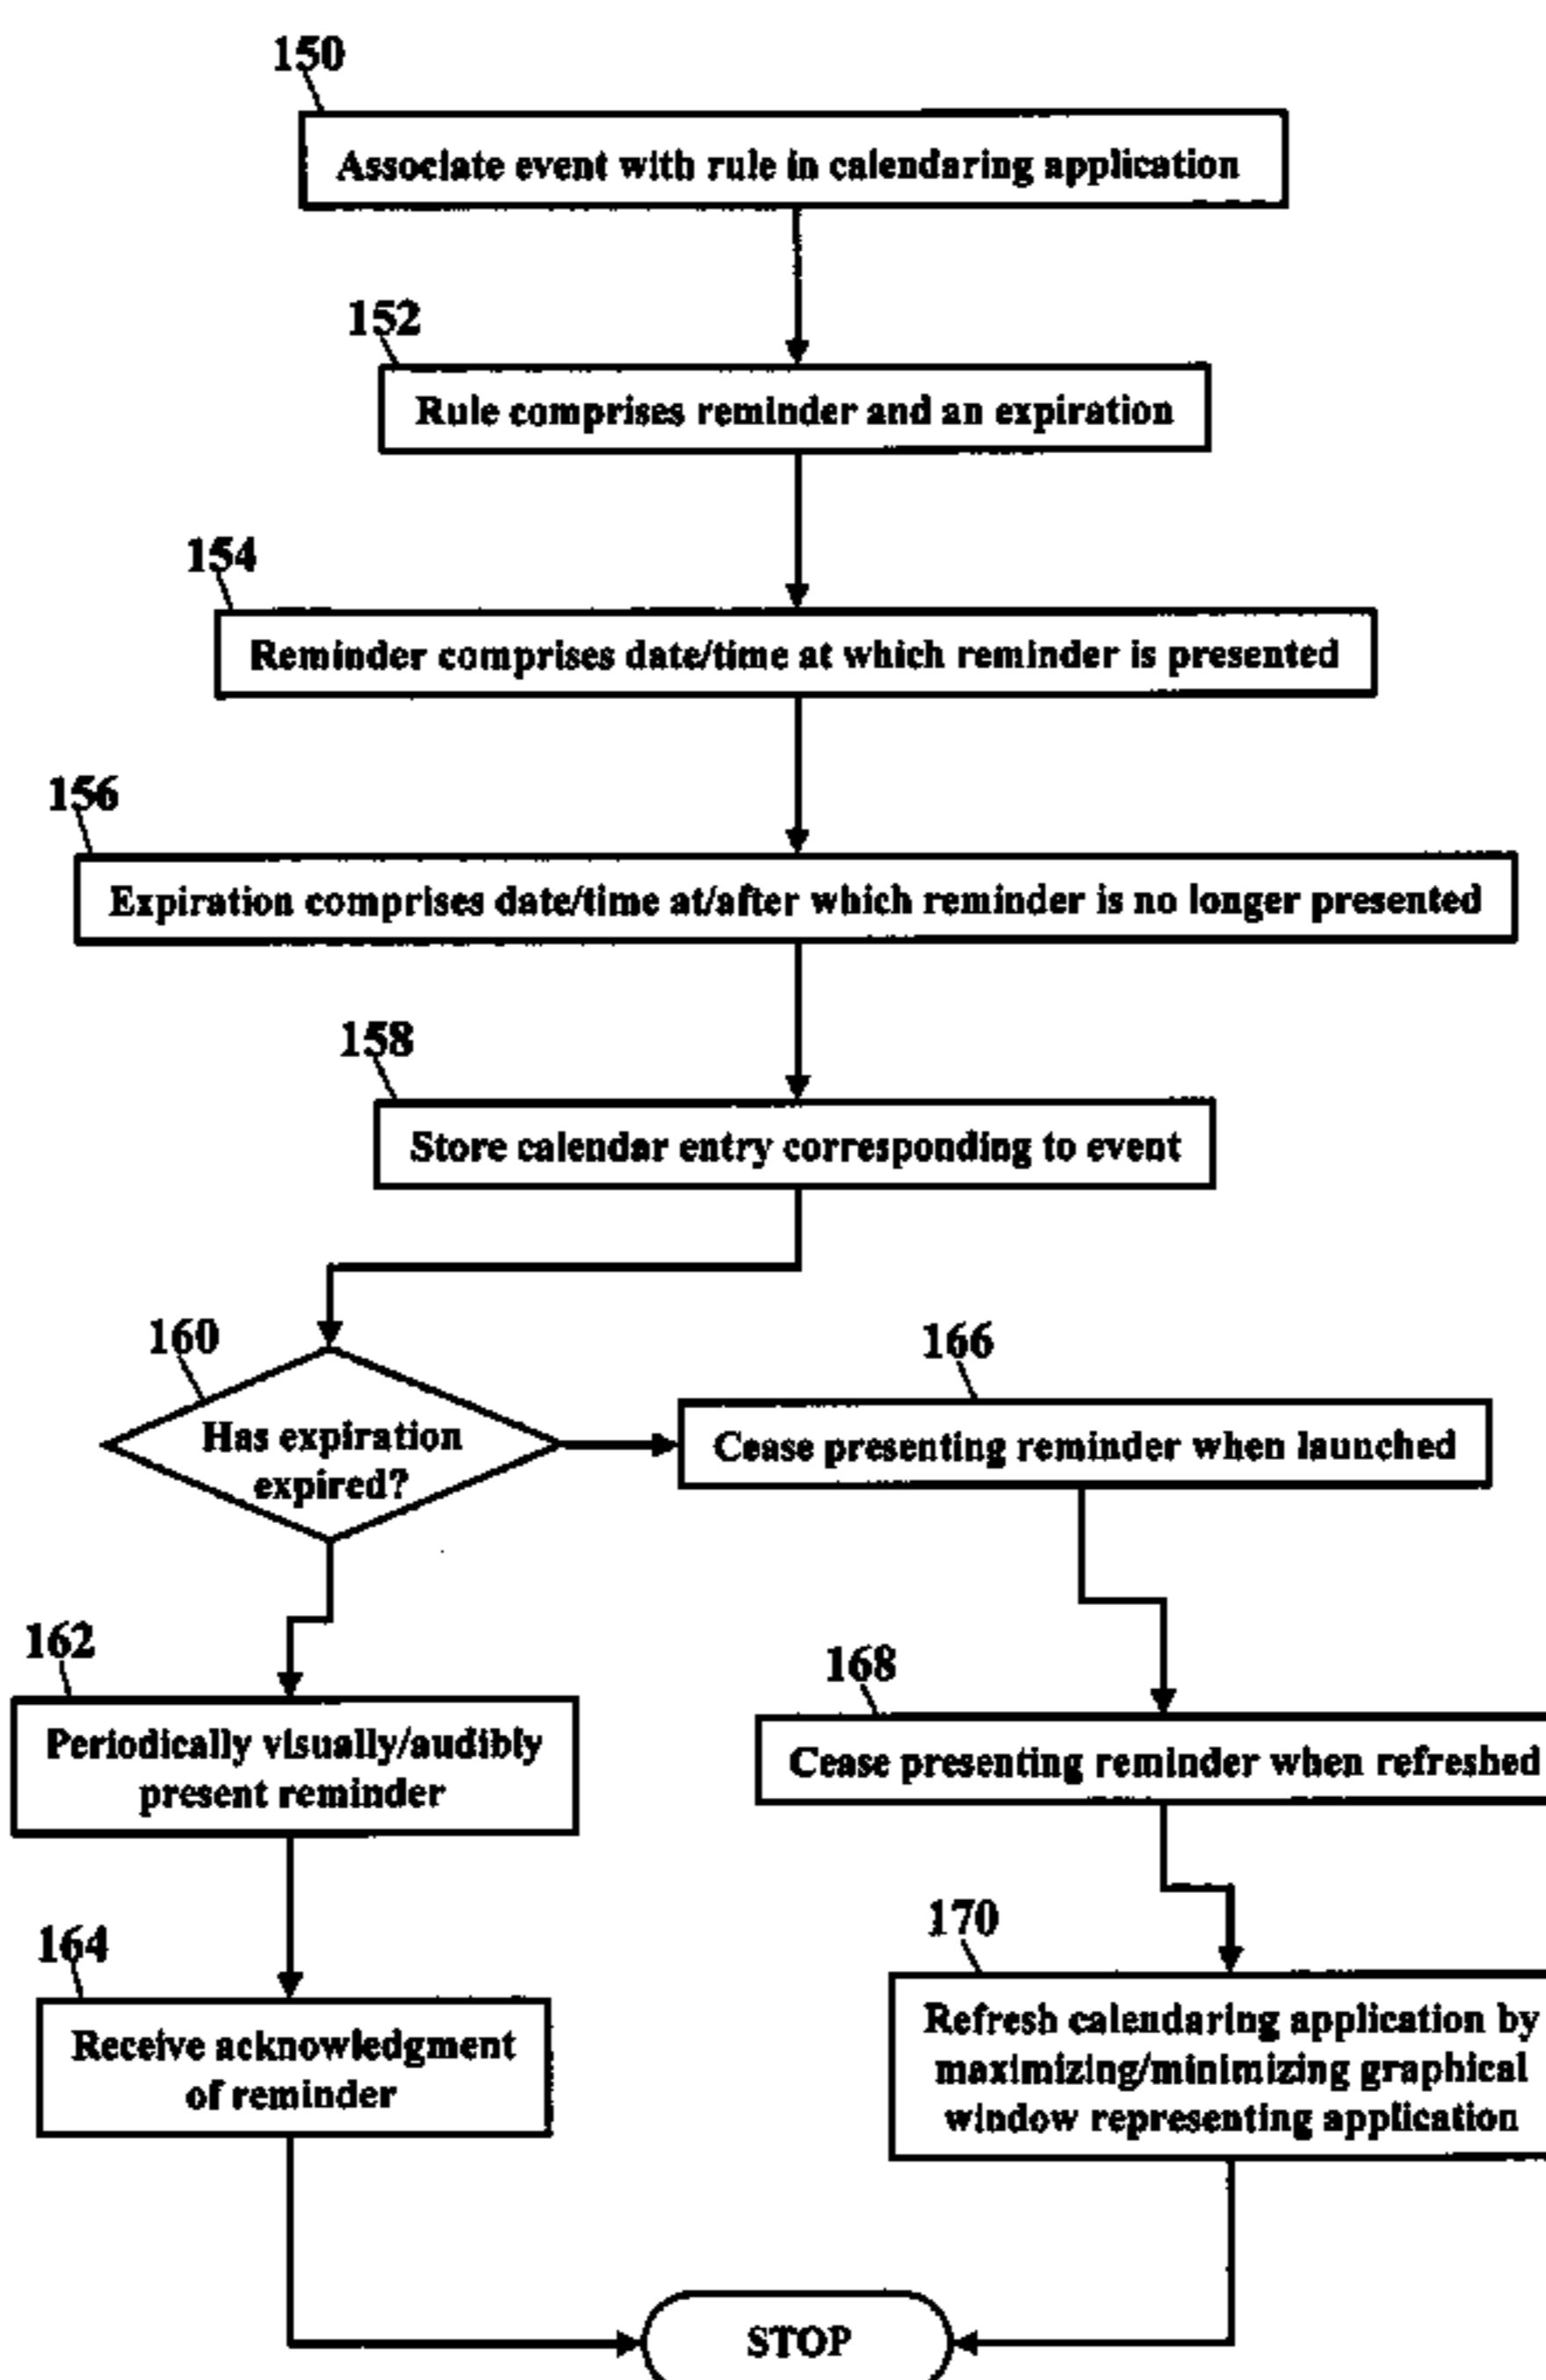 150
Associate event with rule in calendaring application
152
Rule comprises reminder and an expiration
154
Reminder comprises date/time at which reminder is presented
156
Expiration comprises date/time at/after which reminder is no longer presented
158
Store calendar entry corresponding to event
160
Has expiration
expired?
166
Cease presenting reminder when launched
162
Periodically visually/audibly
present reminder
168
Cease presenting reminder when refreshed
164
Receive acknowledgment
of reminder
170
Refresh calendaring application by
maximizing/minimizing graphical
window representing application
STOP